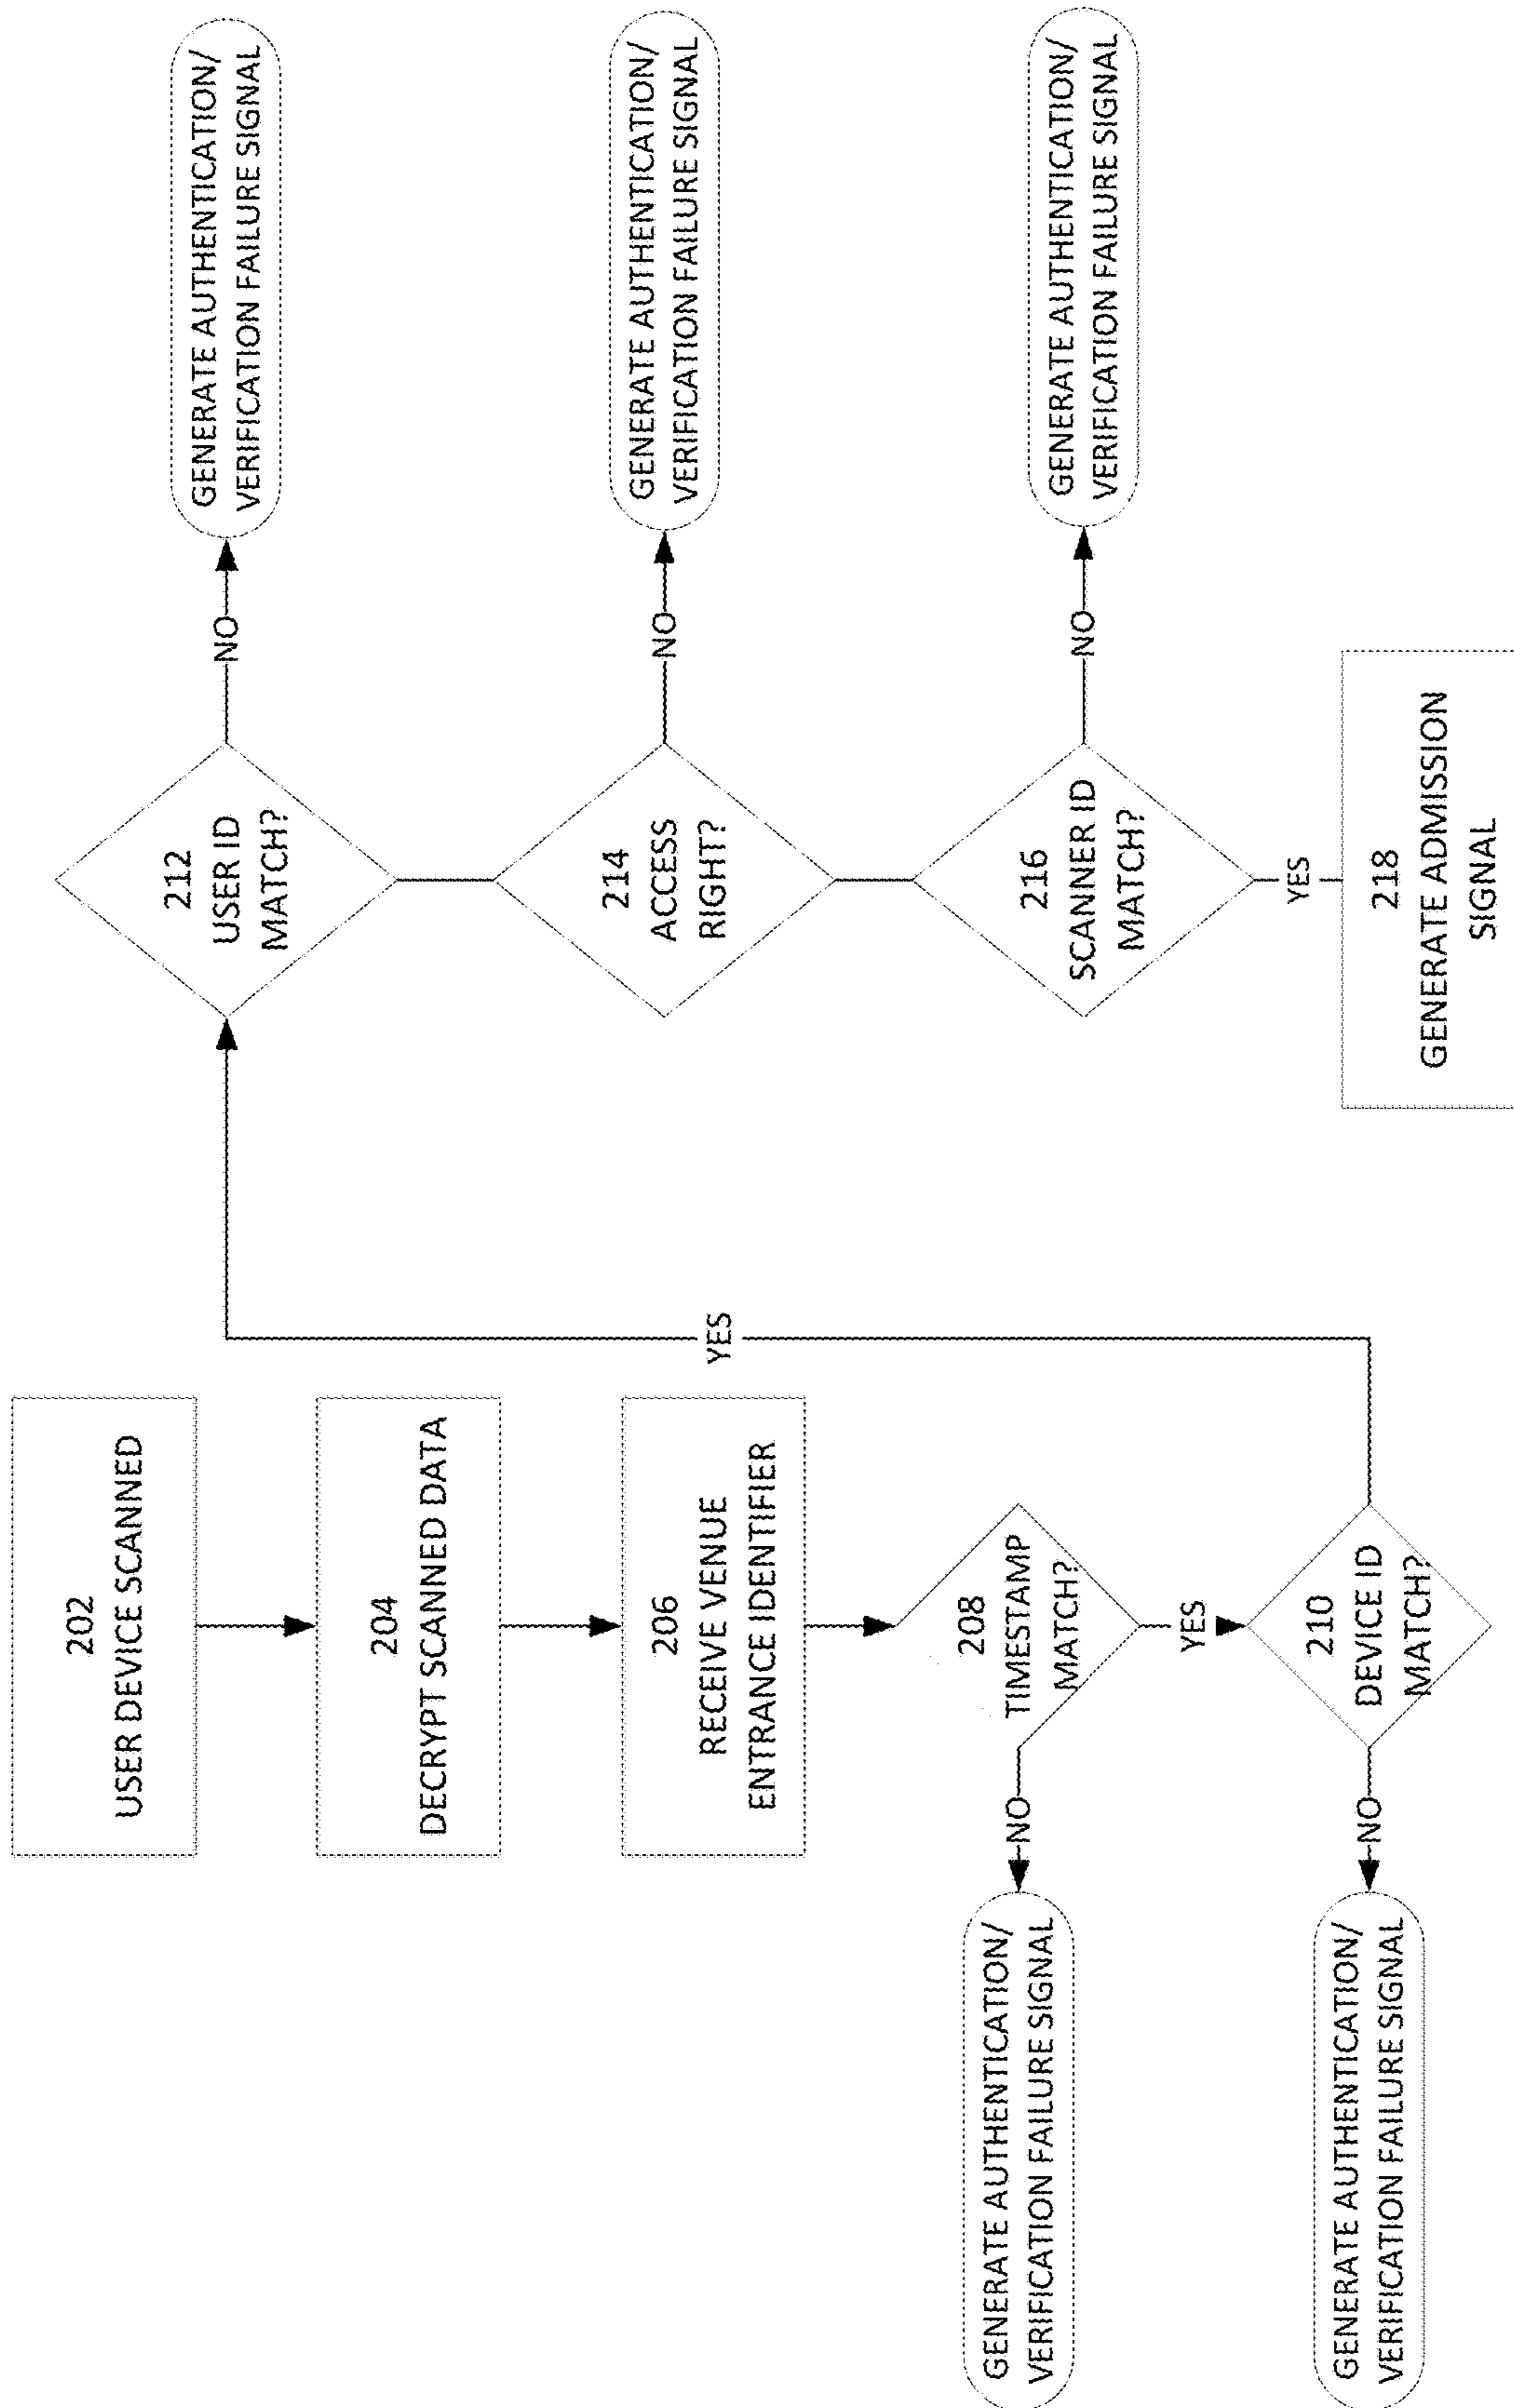 202
USER DEVICE SCANNED
204
DECRYPT SCANNED DATA
206
RECEIVE VENUE
ENTRANCE IDENTIFIER
208
TIMESTAMP
MATCH?
NO
GENERATE AUTHENTICATION/
VERIFICATION FAILURE SIGNAL
YES
210
DEVICE ID
MATCH?
NO
GENERATE AUTHENTICATION/
VERIFICATION FAILURE SIGNAL
YES
212
USER ID
MATCH?
NO
GENERATE AUTHENTICATION/
VERIFICATION FAILURE SIGNAL
214
ACCESS
RIGHT?
NO
GENERATE AUTHENTICATION/
VERIFICATION FAILURE SIGNAL
216
SCANNER ID
MATCH?
NO
GENERATE AUTHENTICATION/
VERIFICATION FAILURE SIGNAL
YES
218
GENERATE ADMISSION
SIGNAL